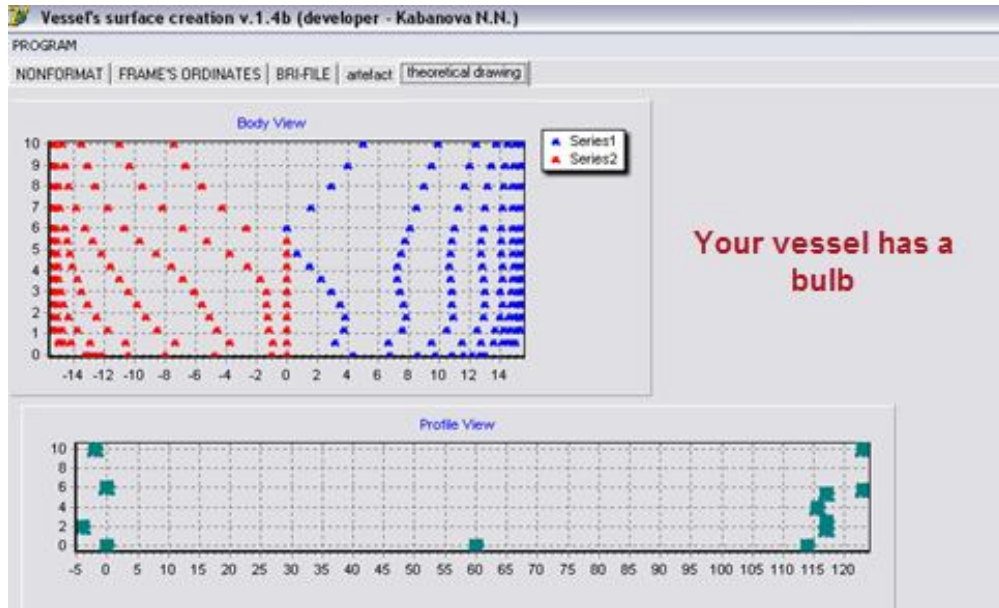 Vessel's surface creation v.1.4b (developer - Kabanova N.N.)
PROGRAM
NONFORMAT FRAME'S ORDINATES BRI-FILE artefact theoretical drawing
Body View
Series1
Series2
10
9
8
7
6
5
4
3
2
1
0
-14 -12 -10 -8 -6 -4 -2 0 2 4 6 8 10 12 14
Your vessel has a
bulb
Profile View
10
8
6
4
2
0
-5 0 5 10 15 20 25 30 35 40 45 50 55 60 65 70 75 80 85 90 95 100 105 110 115 120